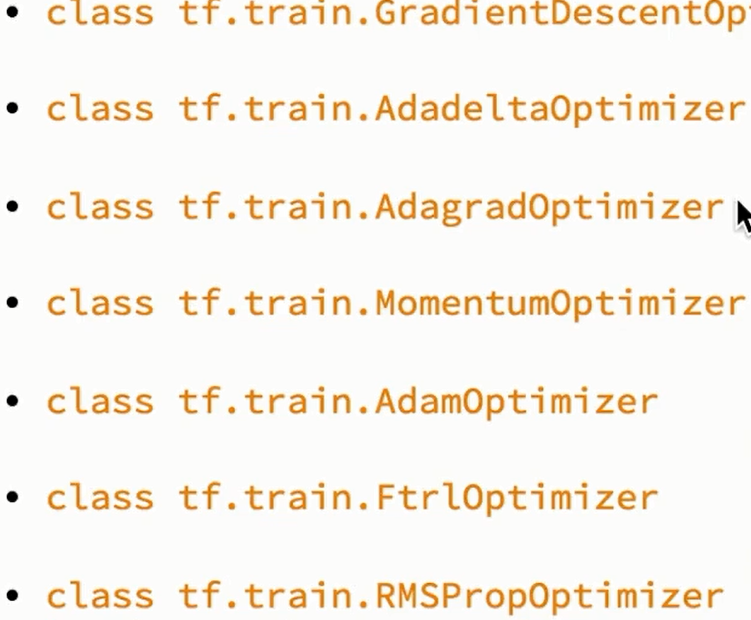 • class tf.train.GradientDescentOp
• class tf.train.AdadeltaOptimizer
• class tf.train.AdagradOptimizer
• class tf.train.MomentumOptimizer
• class tf.train.AdamOptimizer
• class tf.train.FtrlOptimizer
• class tf.train.RMSPropOptimizer